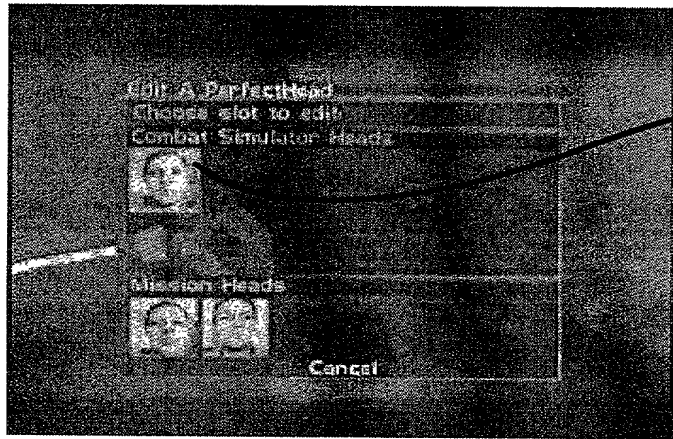 Edit A PerfectHead
Choose slot to edit
Combat Simulator Heads
Mission Heads
Cancel